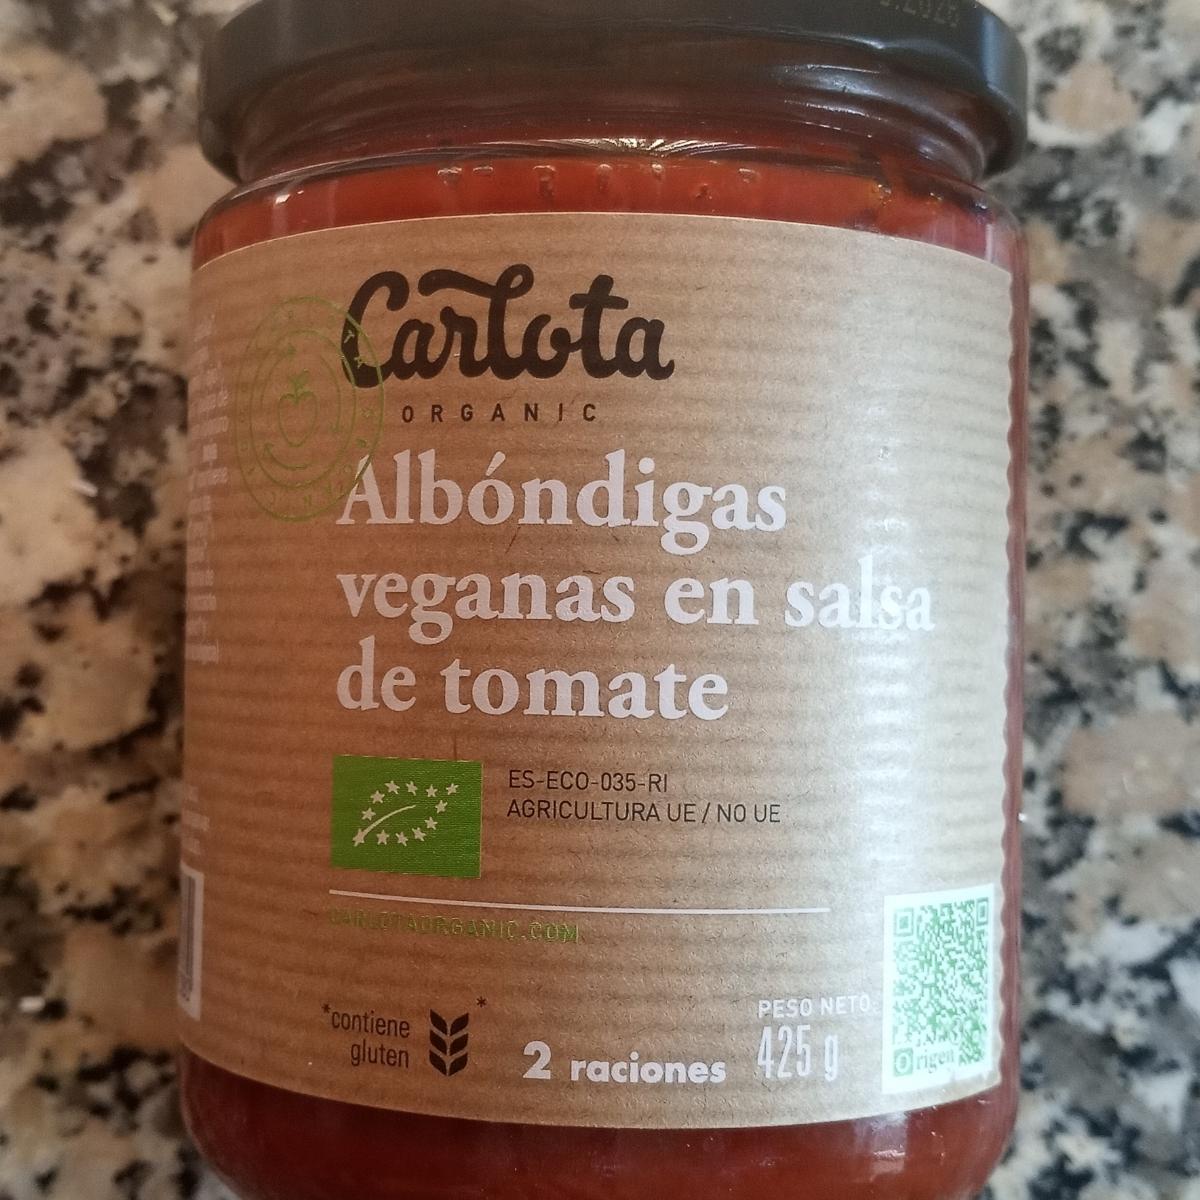 Carlota
ORGANIC
Albóndigas
veganas en salsa
de tomate
ES-ECO-035-RI
AGRICULTURA UE / NO UE
CARLOTAORGANIC.COM
*contiene
gluten
*
2 raciones
PESO NETO:
425 g
Origen